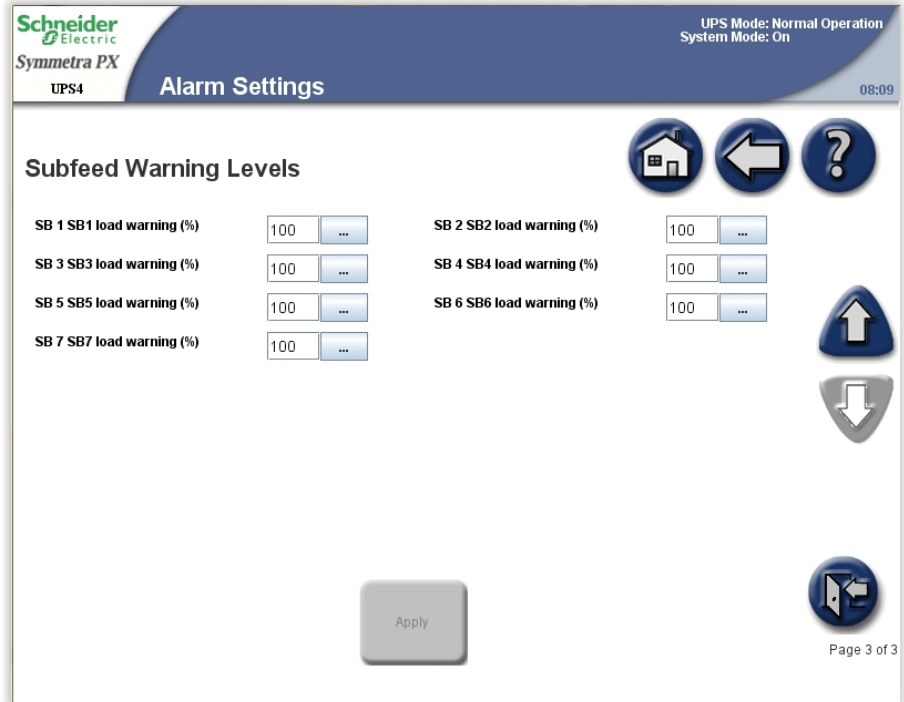 Schneider
Electric
Symmetra PX
UPS4
Alarm Settings
UPS Mode: Normal Operation
System Mode: On
08:09
Subfeed Warning Levels
?
SB 1 SB1 load warning (%) 100 ... SB 2 SB2 load warning (%) 100 ...
SB 3 SB3 load warning (%) 100 ... SB 4 SB4 load warning (%) 100 ...
SB 5 SB5 load warning (%) 100 ... SB 6 SB6 load warning (%) 100 ...
SB 7 SB7 load warning (%) 100 ...
Apply
Page 3 of 3